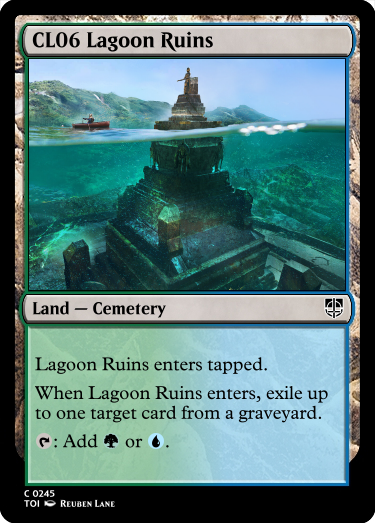 CL06 Lagoon Ruins
Land — Cemetery
Lagoon Ruins enters tapped.
When Lagoon Ruins enters, exile up
to one target card from a graveyard.
: Add or .
C 0245
TOI Reuben Lane